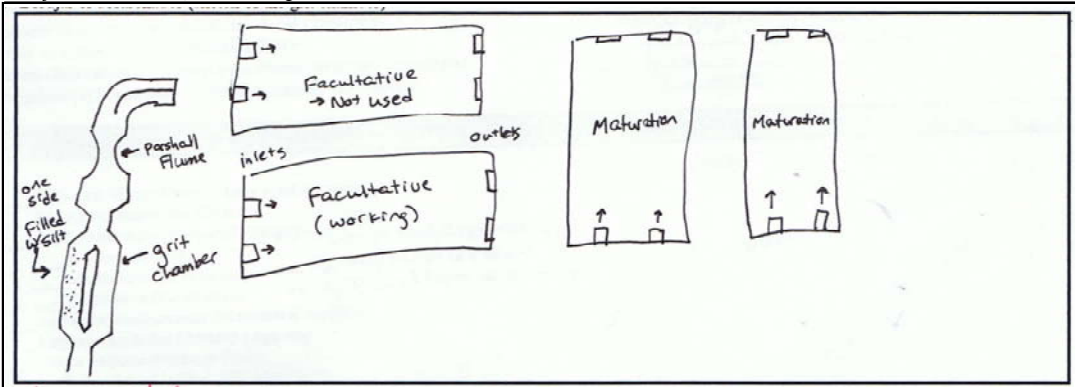 Facultative
→ Not used
Parshall
Flume
inlets
outlets
one
side
Filled
w/silt
grit
chamber
Facultative
(working)
Maturation
Maturation